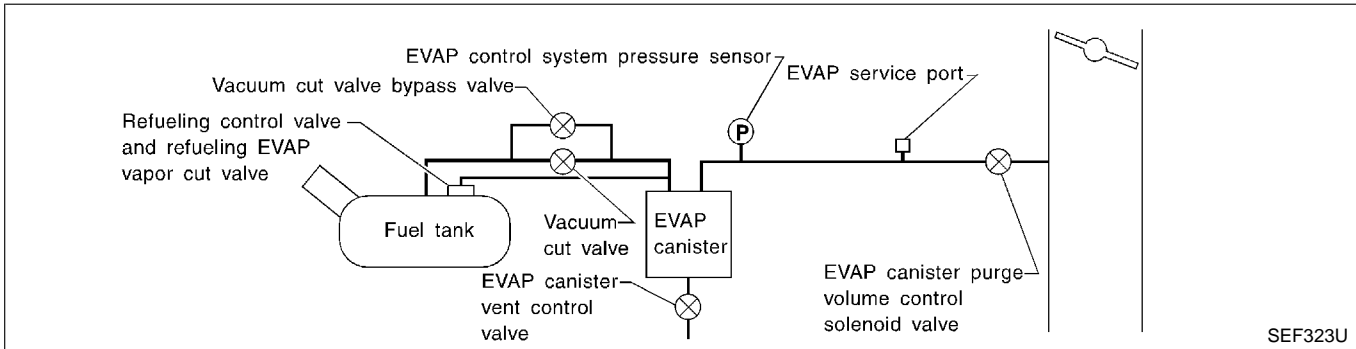 EVAP control system pressure sensor
EVAP service port
Vacuum cut valve bypass valve
Refueling control valve
and refueling EVAP
vapor cut valve
P
Fuel tank
Vacuum
cut valve
EVAP
canister
EVAP canister
vent control
valve
EVAP canister purge
volume control
solenoid valve
SEF323U